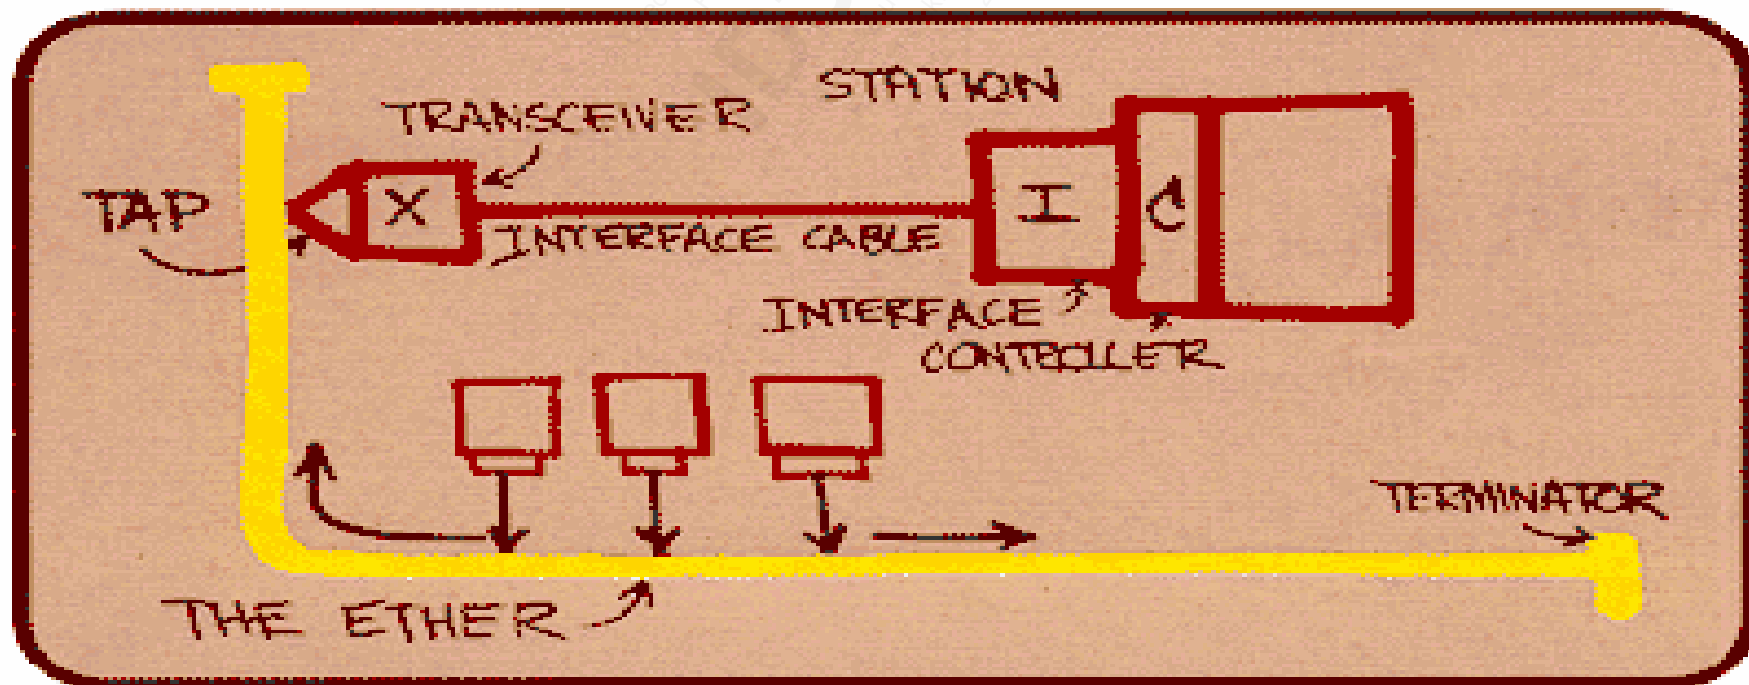 STATION
TRANSCEIVER
TAP
X
I
C
INTERFACE CABLE
INTERFACE
CONTROLLER
TERMINATOR
THE ETHER